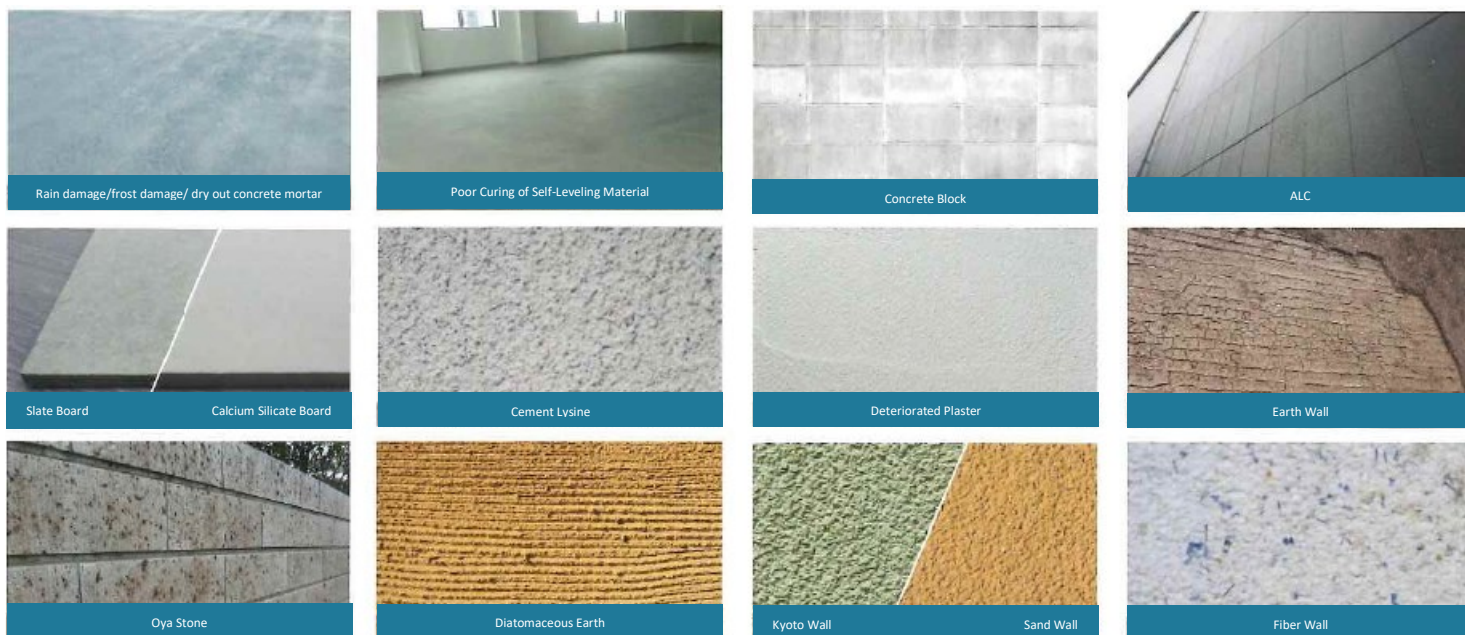 Rain damage/frost damage/ dry out concrete mortar
Poor Curing of Self-Leveling Material
Concrete Block
ALC
Slate Board
Calcium Silicate Board
Cement Lysine
Deteriorated Plaster
Earth Wall
Oya Stone
Diatomaceous Earth
Kyoto Wall
Sand Wall
Fiber Wall